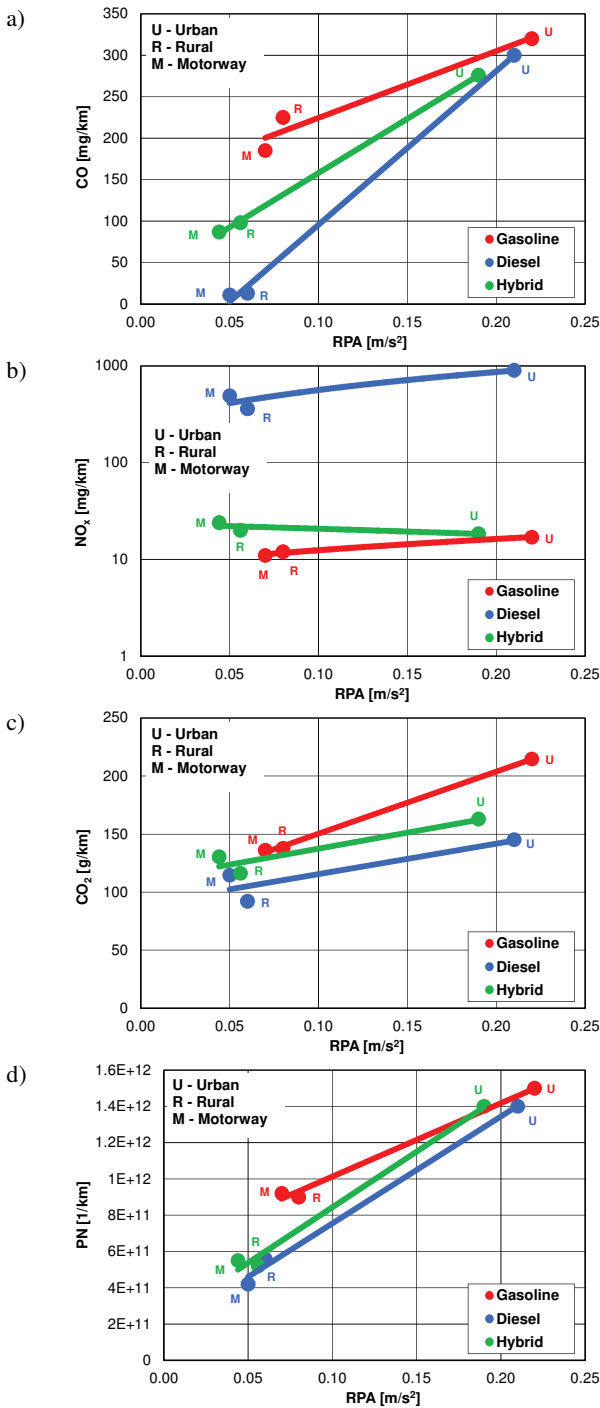 a)
U - Urban
R - Rural
M - Motorway
CO [mg/km]
350
300
250
200
150
100
50
0
U
U
U
R
M
M
R
M
R
Gasoline
Diesel
Hybrid
0.00 0.05 0.10 0.15 0.20 0.25
RPA [m/s²]
b)
NOₓ [mg/km]
1000
100
10
1
M
R
U
U - Urban
R - Rural
M - Motorway
M
R
U
M
R
U
Gasoline
Diesel
Hybrid
0.00 0.05 0.10 0.15 0.20 0.25
RPA [m/s²]
c)
U - Urban
R - Rural
M - Motorway
CO₂ [g/km]
250
200
150
100
50
0
U
R
M
U
M
R
U
M
R
Gasoline
Diesel
Hybrid
0.00 0.05 0.10 0.15 0.20 0.25
RPA [m/s²]
d)
U - Urban
R - Rural
M - Motorway
PN [1/km]
1.6E+12
1.4E+12
1.2E+12
1E+12
8E+11
6E+11
4E+11
2E+11
0
U
U
U
M
R
R
M
R
M
Gasoline
Diesel
Hybrid
0.00 0.05 0.10 0.15 0.20 0.25
RPA [m/s²]